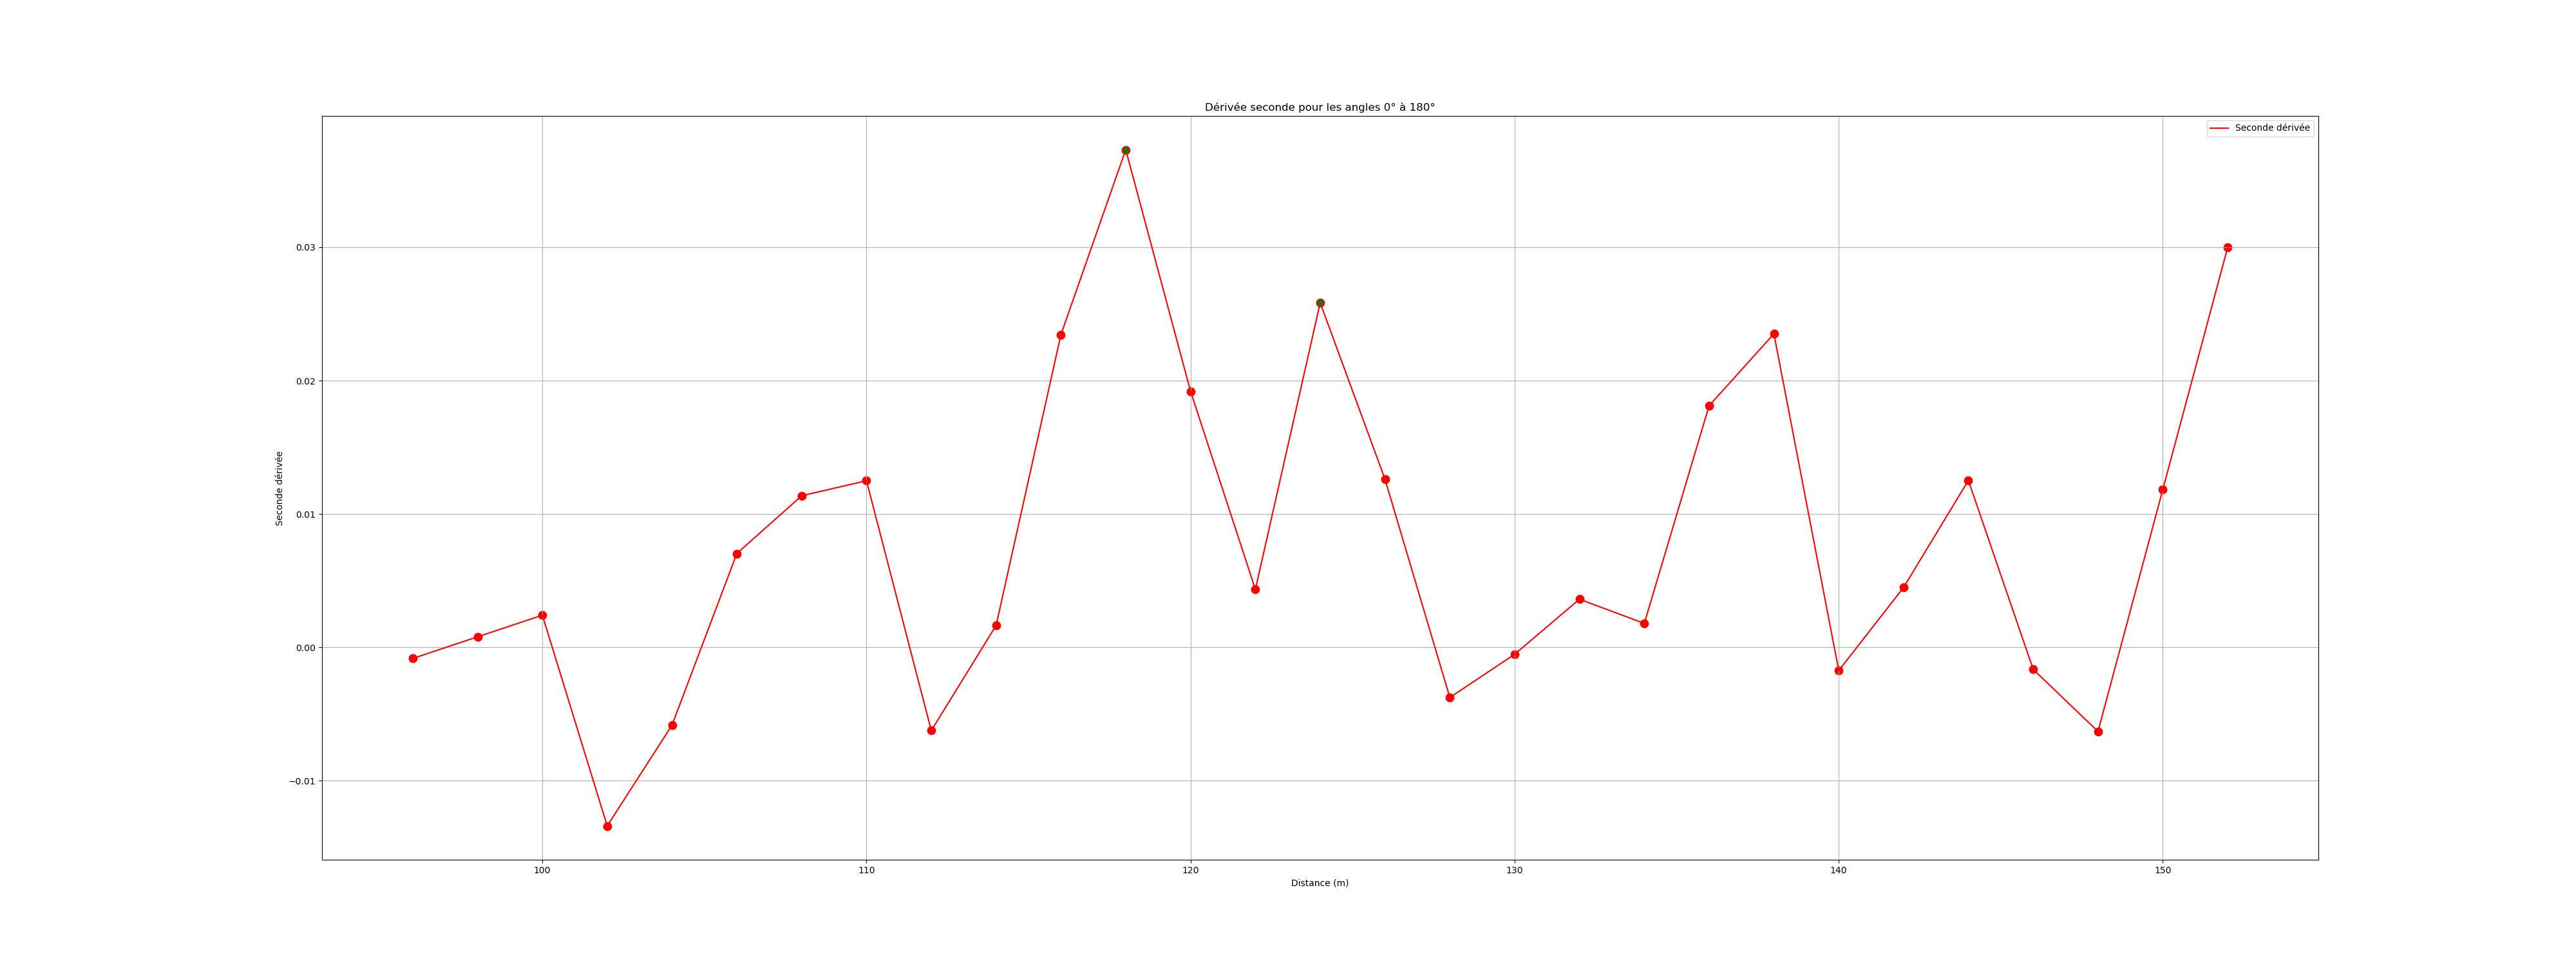 Dérivée seconde pour les angles 0° à 180°
Seconde dérivée
Seconde dérivée
0.03
0.02
0.01
0.00
−0.01
100 110 120 130 140 150
Distance (m)